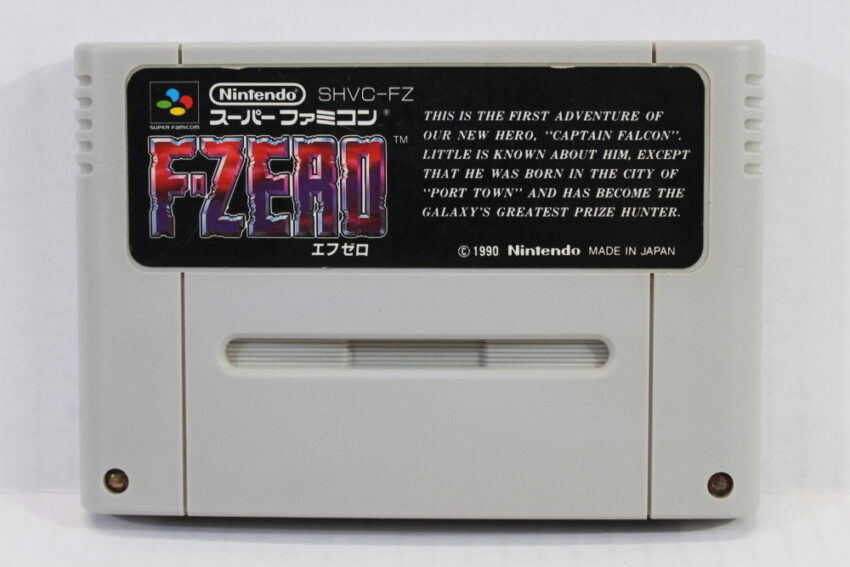 Nintendo SHVC-FZ
SUPER FAMICOM
スーパーファミコン®
F-ZERO™
エフゼロ
THIS IS THE FIRST ADVENTURE OF
OUR NEW HERO, "CAPTAIN FALCON".
LITTLE IS KNOWN ABOUT HIM, EXCEPT
THAT HE WAS BORN IN THE CITY OF
"PORT TOWN" AND HAS BECOME THE
GALAXY'S GREATEST PRIZE HUNTER.
© 1990 Nintendo MADE IN JAPAN